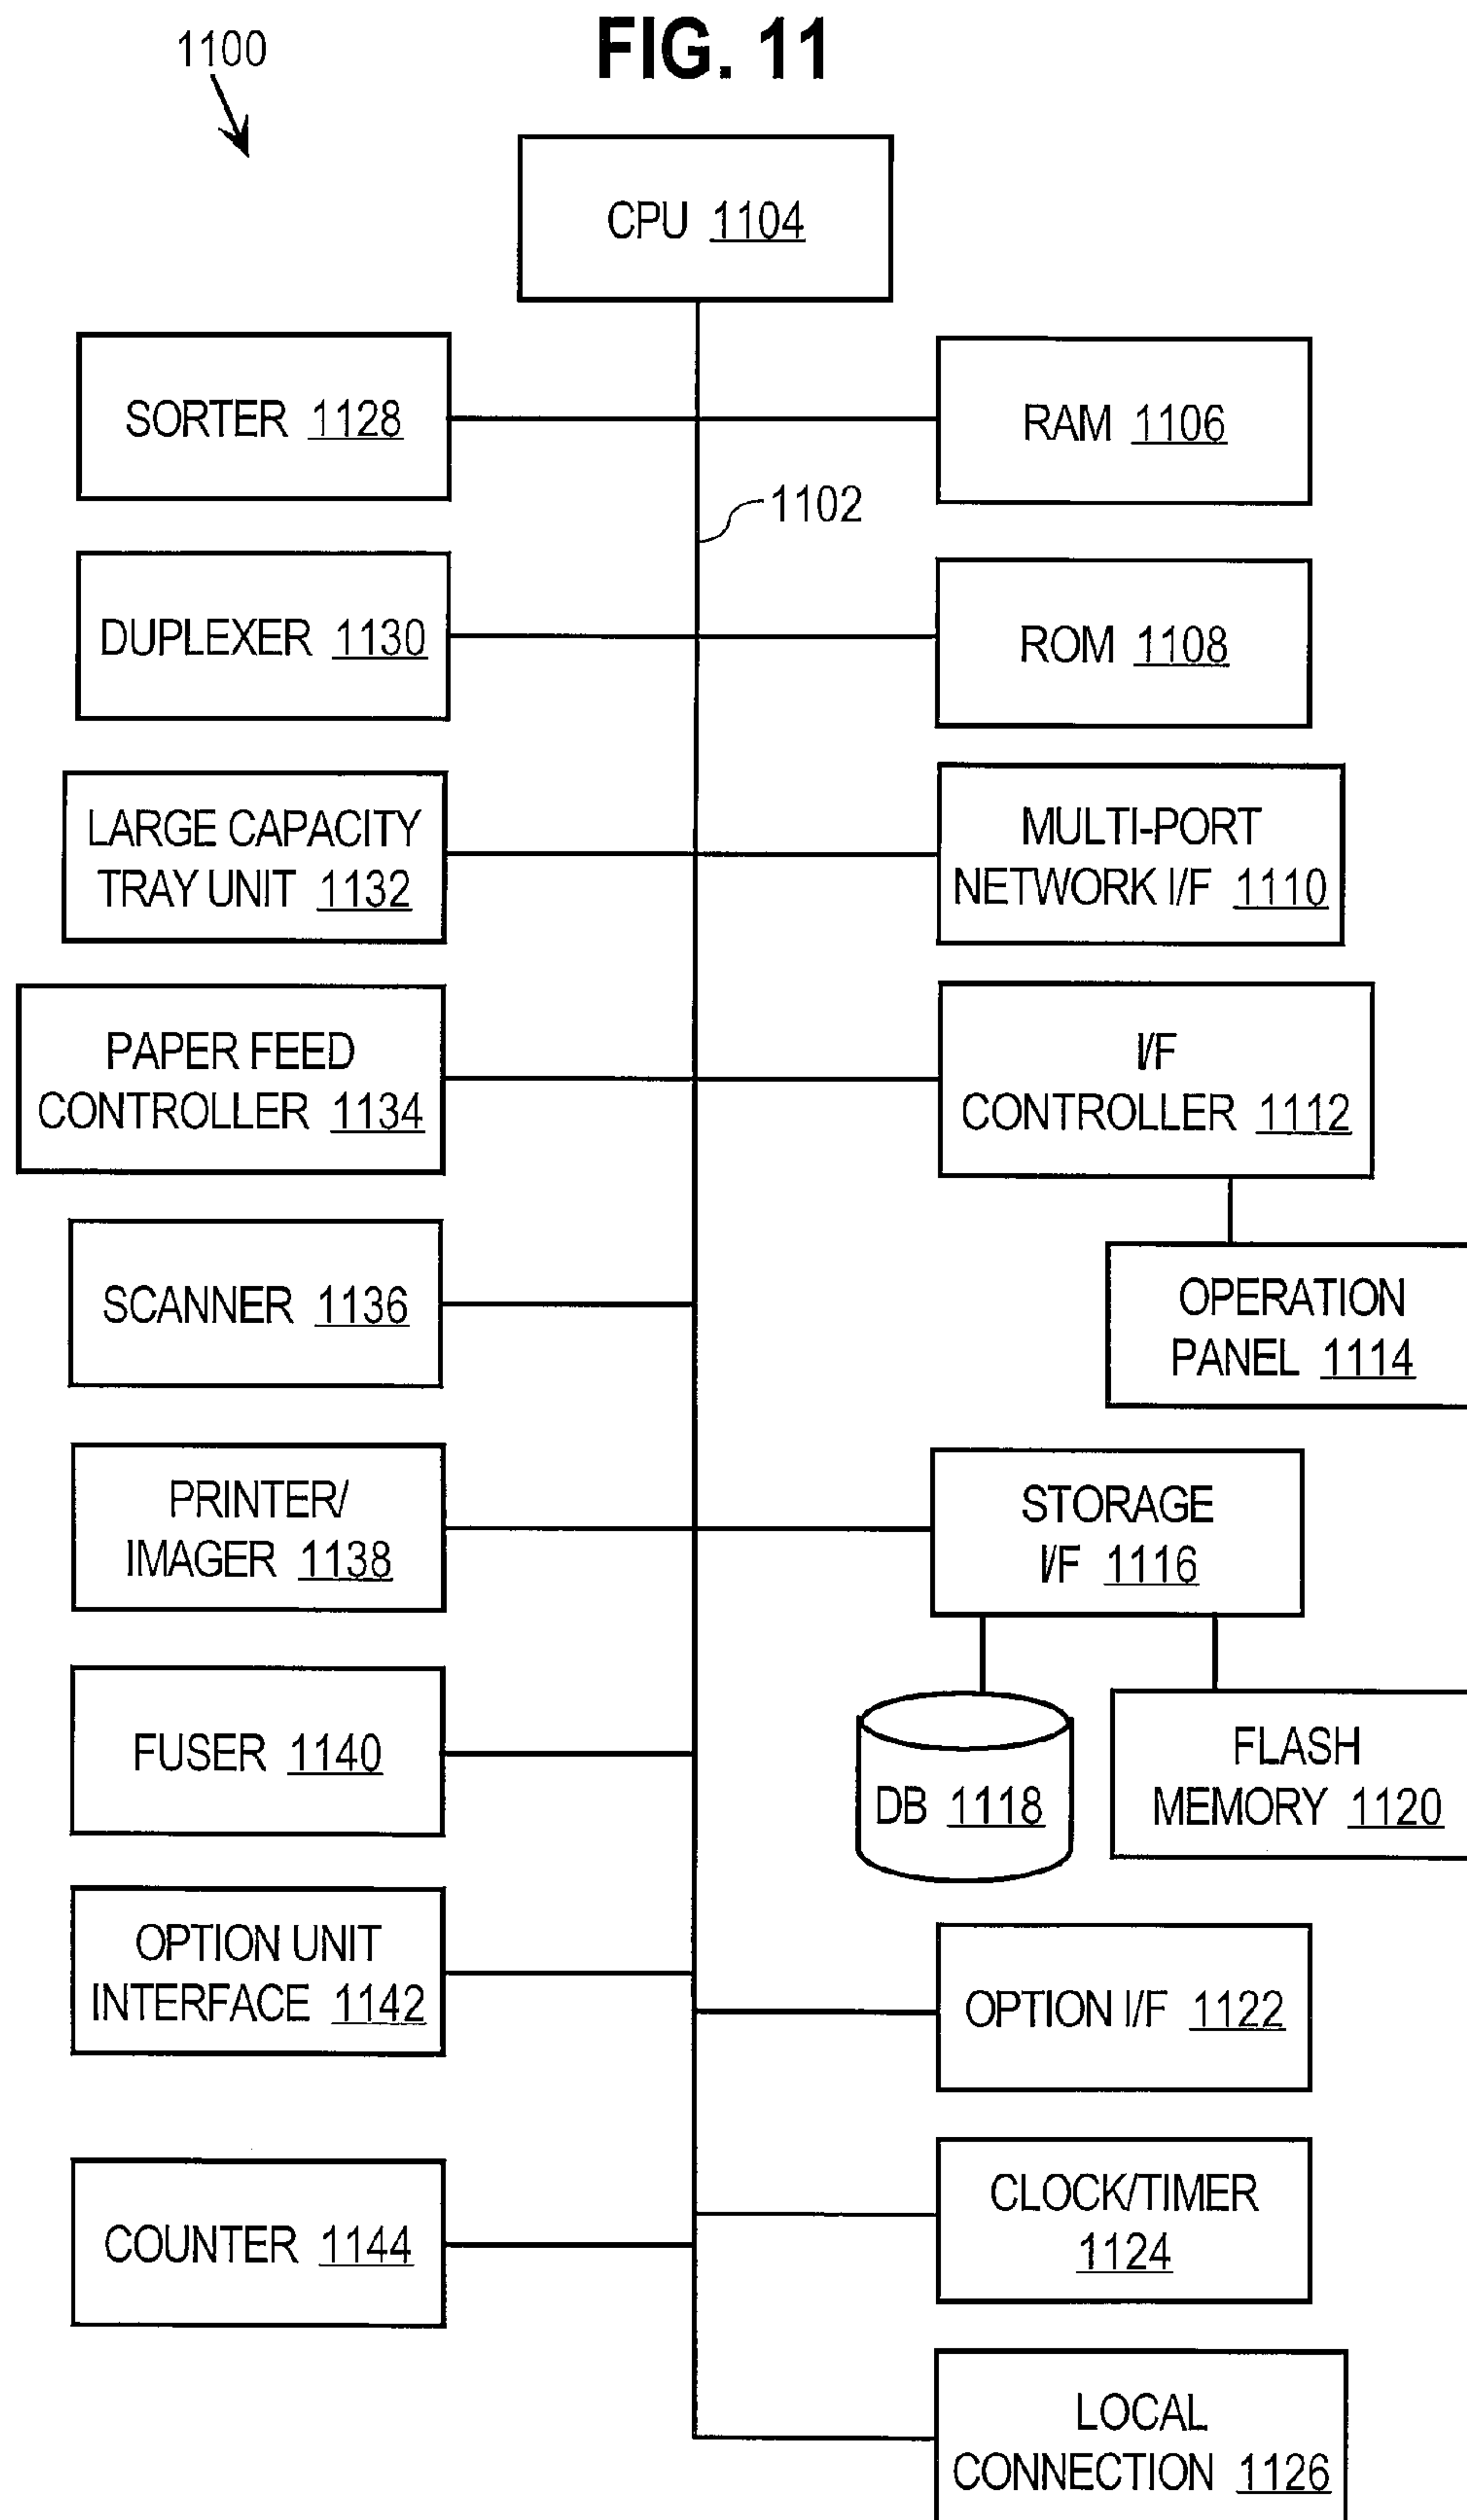 FIG. 11
1100
CPU 1104
SORTER 1128
RAM 1106
1102
DUPLEXER 1130
ROM 1108
LARGE CAPACITY
TRAY UNIT 1132
MULTI-PORT
NETWORK I/F 1110
PAPER FEED
CONTROLLER 1134
I/F
CONTROLLER 1112
SCANNER 1136
OPERATION
PANEL 1114
PRINTER/
IMAGER 1138
STORAGE
I/F 1116
FUSER 1140
DB 1118
FLASH
MEMORY 1120
OPTION UNIT
INTERFACE 1142
OPTION I/F 1122
COUNTER 1144
CLOCK/TIMER
1124
LOCAL
CONNECTION 1126